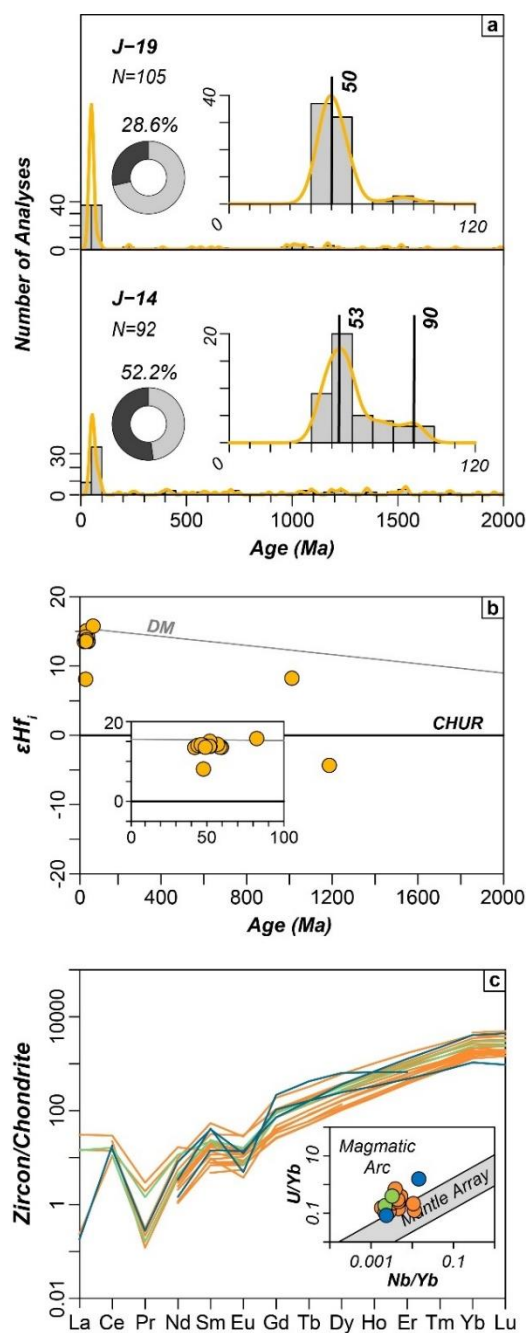 a
J–19
N=105
28.6%
40
0
50
0
120
40
0
Number of Analyses
J–14
N=92
52.2%
20
0
53
90
0
120
30
0
0
500
1000
1500
2000
Age (Ma)
b
20
10
0
-10
-20
εHfᵢ
DM
CHUR
20
10
0
0
50
100
0
400
800
1200
2000
Age (Ma)
c
10000
100
1
0.01
Zircon/Chondrite
Magmatic
Arc
Mantle Array
U/Yb
10
0.1
0.001
0.1
Nb/Yb
La Ce Pr Nd Sm Eu Gd Tb Dy Ho Er Tm Yb Lu